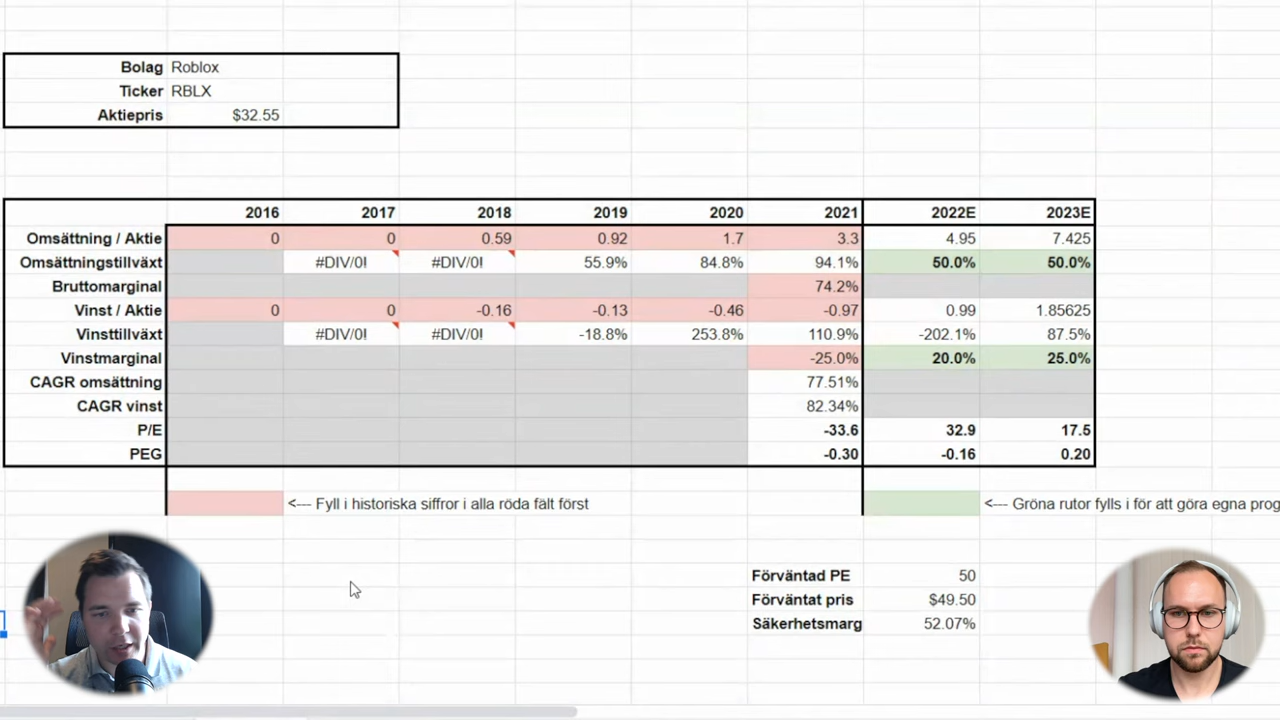 Bolag Roblox
Ticker RBLX
Aktiepris $32.55
2016 2017 2018 2019 2020 2021 2022E 2023E
Omsättning / Aktie 0 0 0.59 0.92 1.7 3.3 4.95 7.425
Omsättningstillväxt #DIV/0! #DIV/0! 55.9% 84.8% 94.1% 50.0% 50.0%
Bruttomarginal 74.2%
Vinst / Aktie 0 0 -0.16 -0.13 -0.46 -0.97 0.99 1.85625
Vinsttillväxt #DIV/0! #DIV/0! -18.8% 253.8% 110.9% -202.1% 87.5%
Vinstmarginal -25.0% 20.0% 25.0%
CAGR omsättning 77.51%
CAGR vinst 82.34%
P/E -33.6 32.9 17.5
PEG -0.30 -0.16 0.20
<--- Fyll i historiska siffror i alla röda fält först <--- Gröna rutor fylls i för att göra egna prog
Förväntad PE 50
Förväntat pris $49.50
Säkerhetsmarg 52.07%